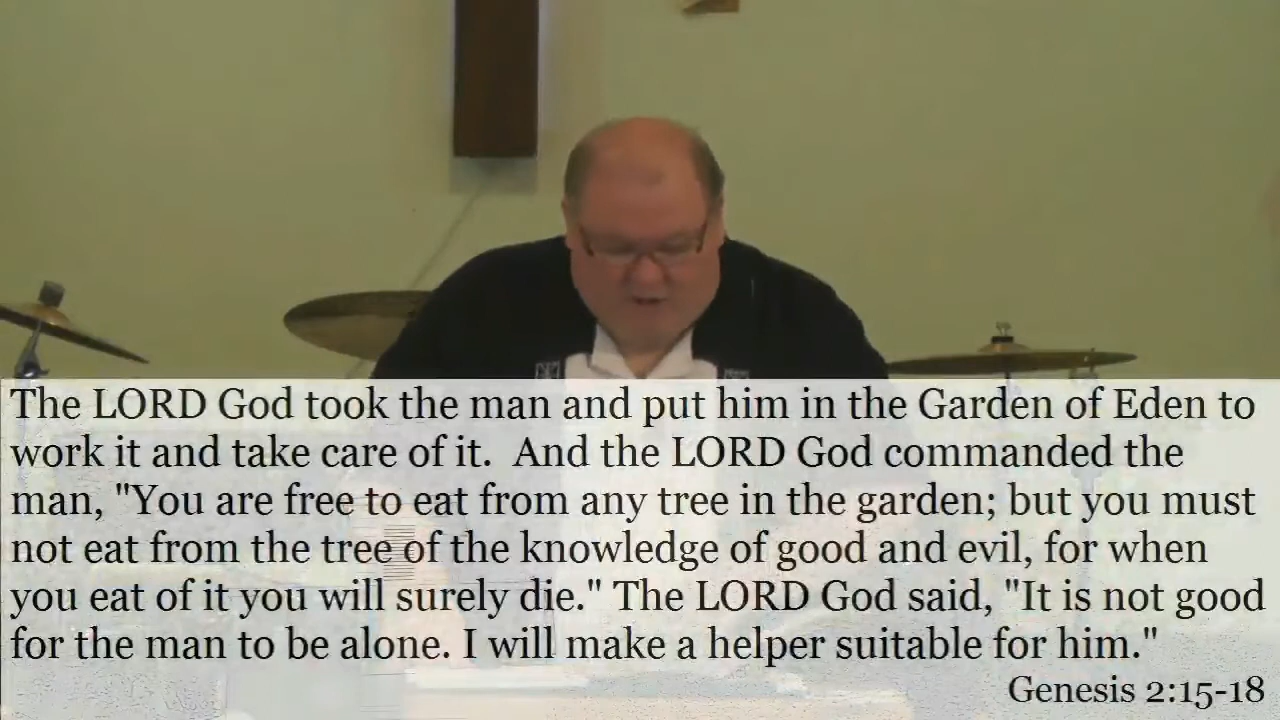 The LORD God took the man and put him in the Garden of Eden to
work it and take care of it.  And the LORD God commanded the
man, "You are free to eat from any tree in the garden; but you must
not eat from the tree of the knowledge of good and evil, for when
you eat of it you will surely die." The LORD God said, "It is not good
for the man to be alone. I will make a helper suitable for him."
Genesis 2:15-18